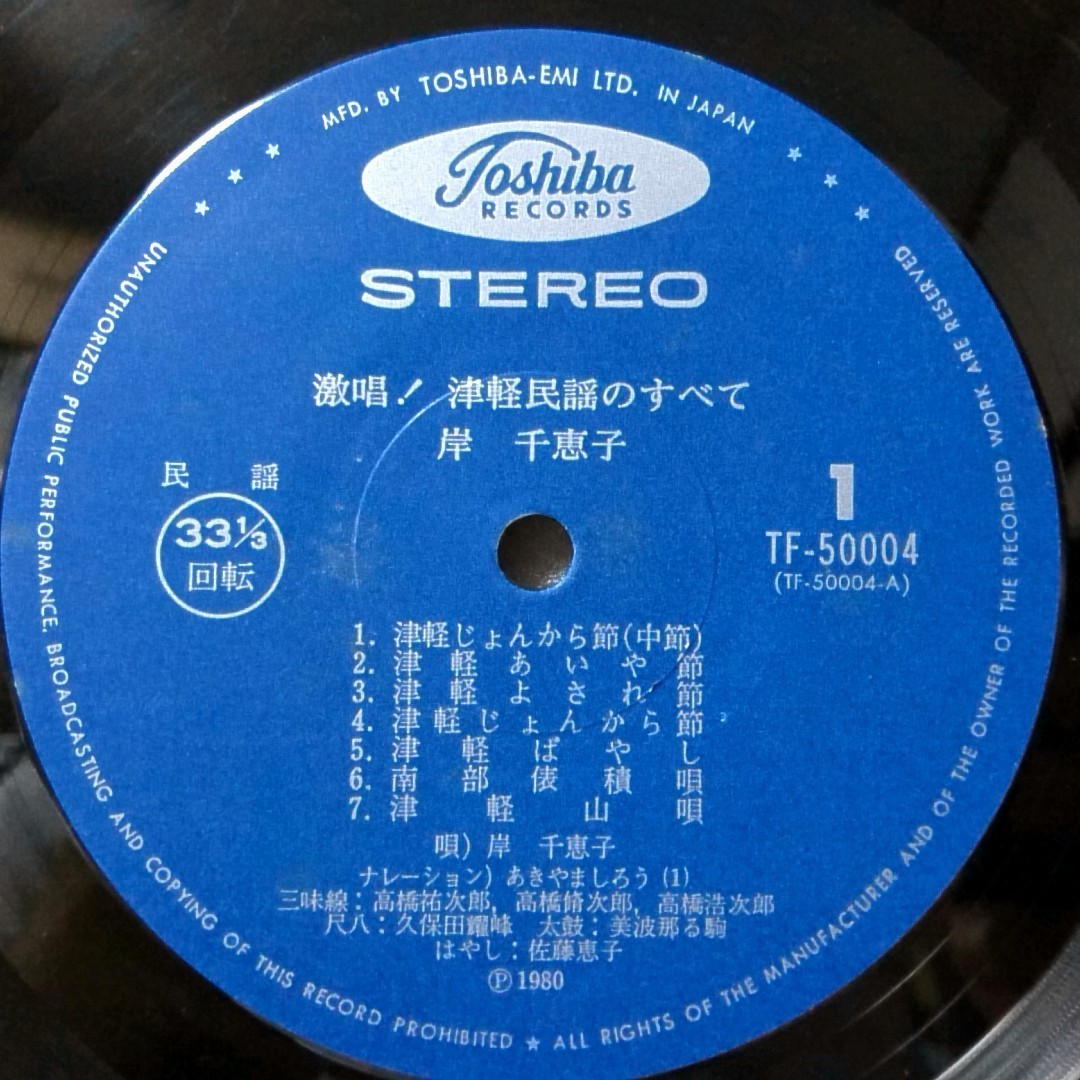 MFD. BY TOSHIBA-EMI LTD. IN JAPAN
Toshiba
RECORDS
STEREO
激唱！ 津軽民謡のすべて
岸 千恵子
民 謡
33⅓
回転
1
TF-50004
(TF-50004-A)
1. 津軽じょんから節(中節)
2. 津軽あいや節
3. 津軽よされ節
4. 津軽じょんから節
5. 津軽ばやし
6. 南部俵積唄
7. 津軽山唄
唄) 岸 千恵子
ナレーション) あきやましろう (1)
三味線：高橋祐次郎, 高橋脩次郎, 高橋浩次郎
尺八：久保田耀峰 太鼓：美波那る駒
はやし：佐藤恵子
Ⓟ1980
UNAUTHORIZED PUBLIC PERFORMANCE. BROADCASTING AND COPYING OF THIS RECORD PROHIBITED ★ ALL RIGHTS OF THE MANUFACTURER AND OF THE OWNER OF THE RECORDED WORK ARE RESERVED